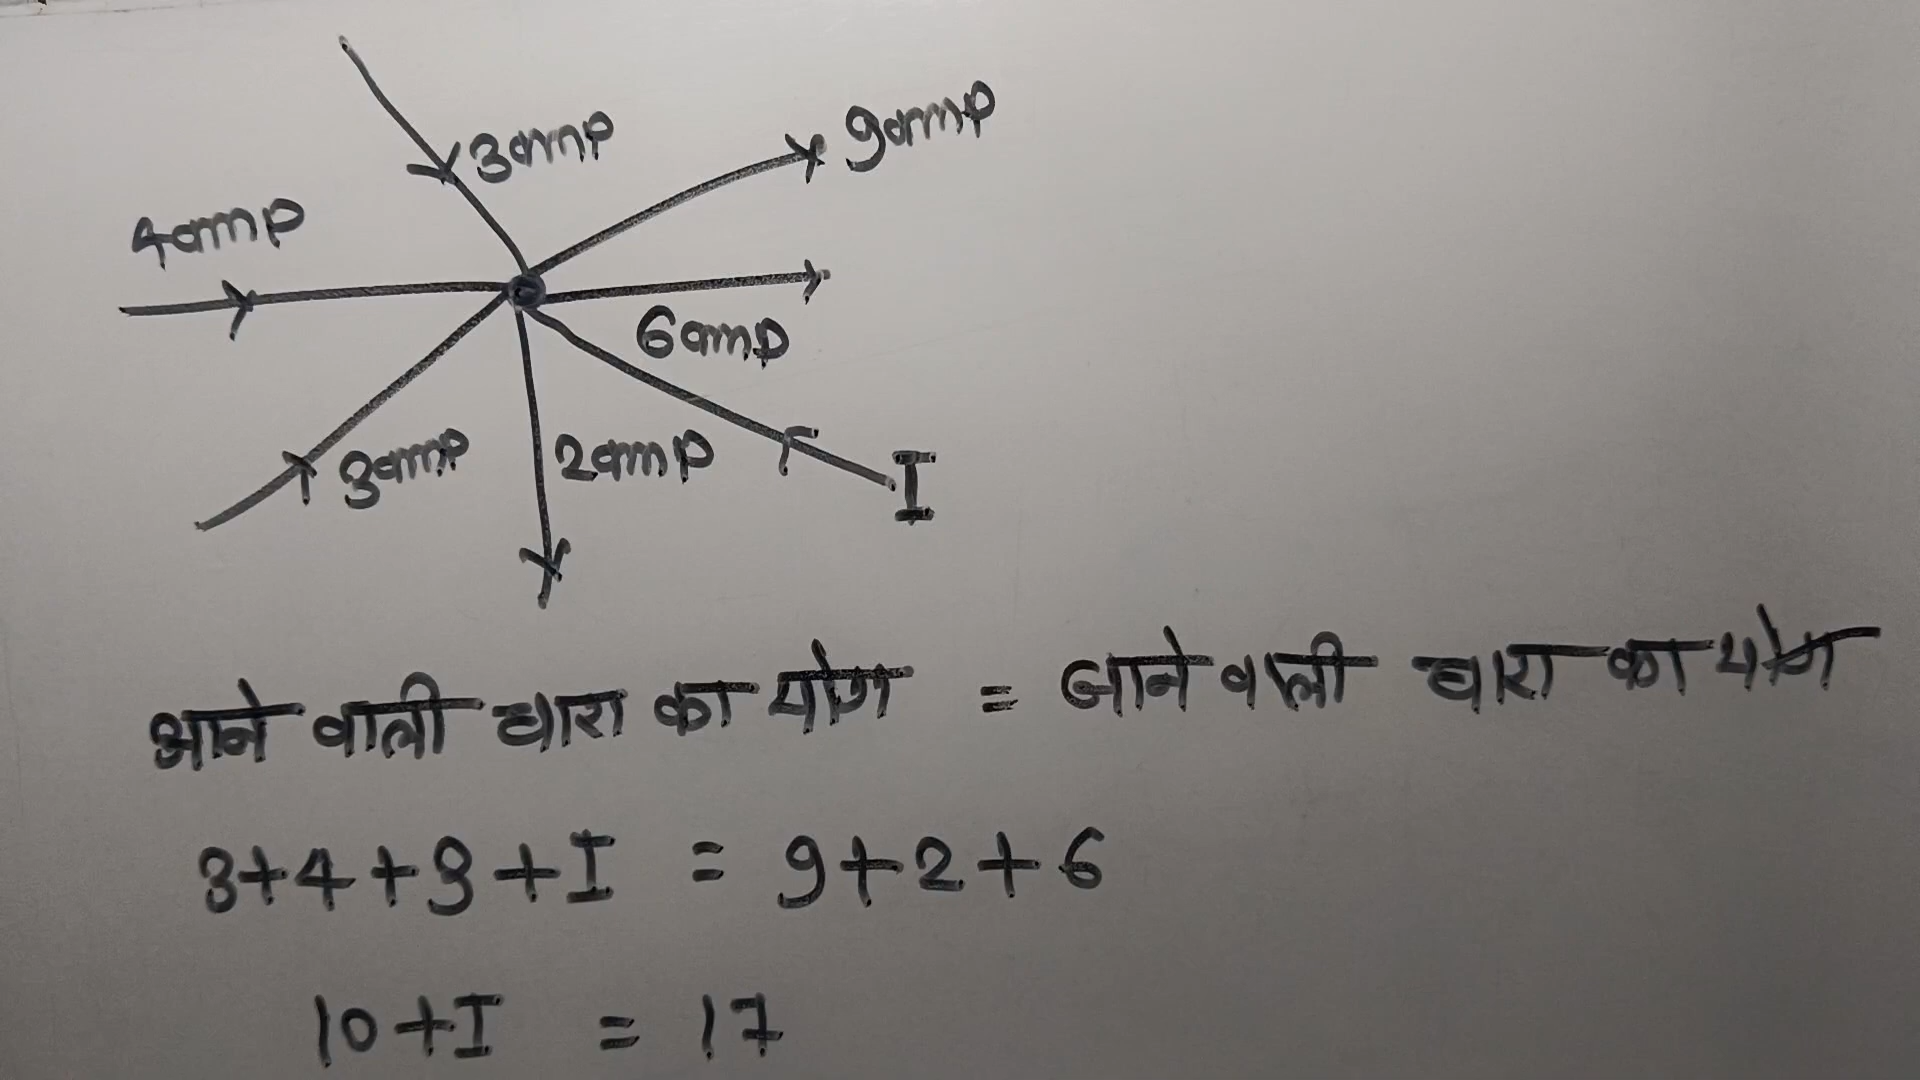 3amp
9amp
4amp
6amp
3amp
2amp
I
आने वाली धारा का योग = जाने वाली धारा का योग
3+4+3+I = 9+2+6
10+I = 17